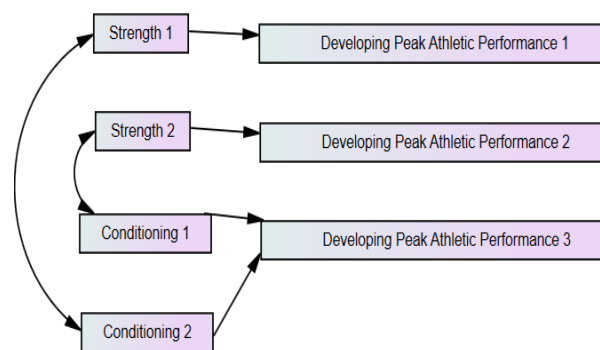 Strength 1
Developing Peak Athletic Performance 1
Strength 2
Developing Peak Athletic Performance 2
Conditioning 1
Developing Peak Athletic Performance 3
Conditioning 2